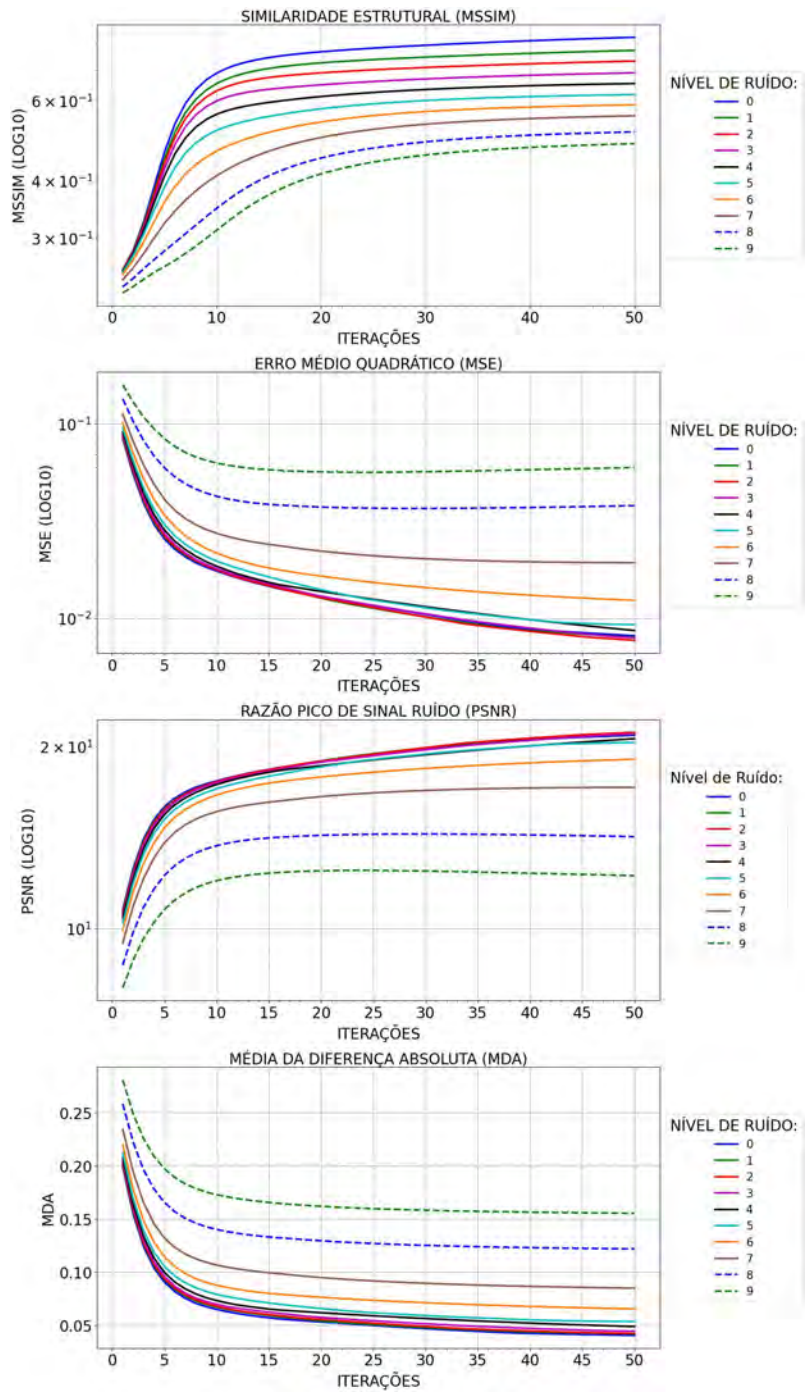 SIMILARIDADE ESTRUTURAL (MSSIM)
MSSIM (LOG10)
6 × 10⁻¹
4 × 10⁻¹
3 × 10⁻¹
0 5 10 15 20 25 30 35 40 45 50
ITERAÇÕES
NÍVEL DE RUÍDO:
0
1
2
3
4
5
6
7
8
9
ERRO MÉDIO QUADRÁTICO (MSE)
MSE (LOG10)
10⁻¹
10⁻²
0 5 10 15 20 25 30 35 40 45 50
ITERAÇÕES
NÍVEL DE RUÍDO:
0
1
2
3
4
5
6
7
8
9
RAZÃO PICO DE SINAL RUÍDO (PSNR)
PSNR (LOG10)
2 × 10¹
10¹
0 5 10 15 20 25 30 35 40 45 50
ITERAÇÕES
Nível de Ruído:
0
1
2
3
4
5
6
7
8
9
MÉDIA DA DIFERENÇA ABSOLUTA (MDA)
MDA
0.25
0.20
0.15
0.10
0.05
0 5 10 15 20 25 30 35 40 45 50
ITERAÇÕES
NÍVEL DE RUÍDO:
0
1
2
3
4
5
6
7
8
9